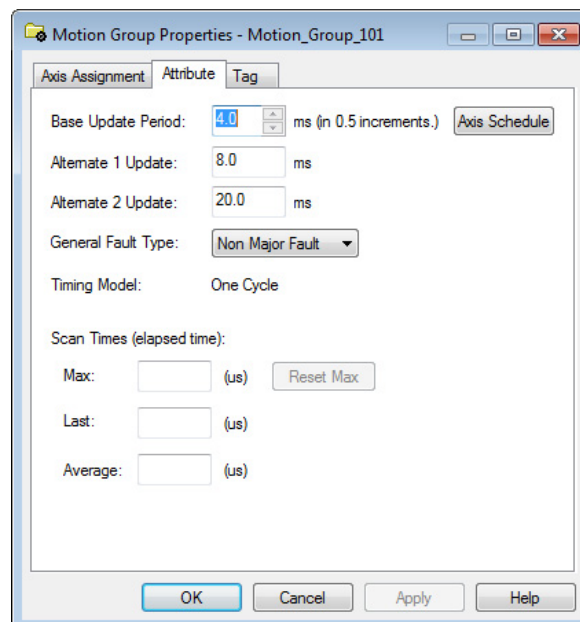 Motion Group Properties - Motion_Group_101
Axis Assignment Attribute Tag
Base Update Period: 4.0 ms (in 0.5 increments.) Axis Schedule
Alternate 1 Update: 8.0 ms
Alternate 2 Update: 20.0 ms
General Fault Type: Non Major Fault
Timing Model: One Cycle
Scan Times (elapsed time):
Max: (us) Reset Max
Last: (us)
Average: (us)
OK Cancel Apply Help